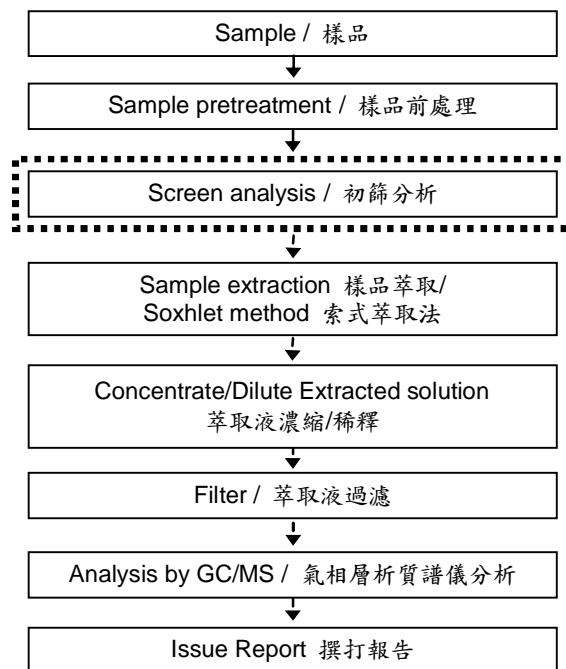 Sample / 樣品
Sample pretreatment / 樣品前處理
Screen analysis / 初篩分析
Sample extraction 樣品萃取/
Soxhlet method 索式萃取法
Concentrate/Dilute Extracted solution
萃取液濃縮/稀釋
Filter / 萃取液過濾
Analysis by GC/MS / 氣相層析質譜儀分析
Issue Report 撰打報告